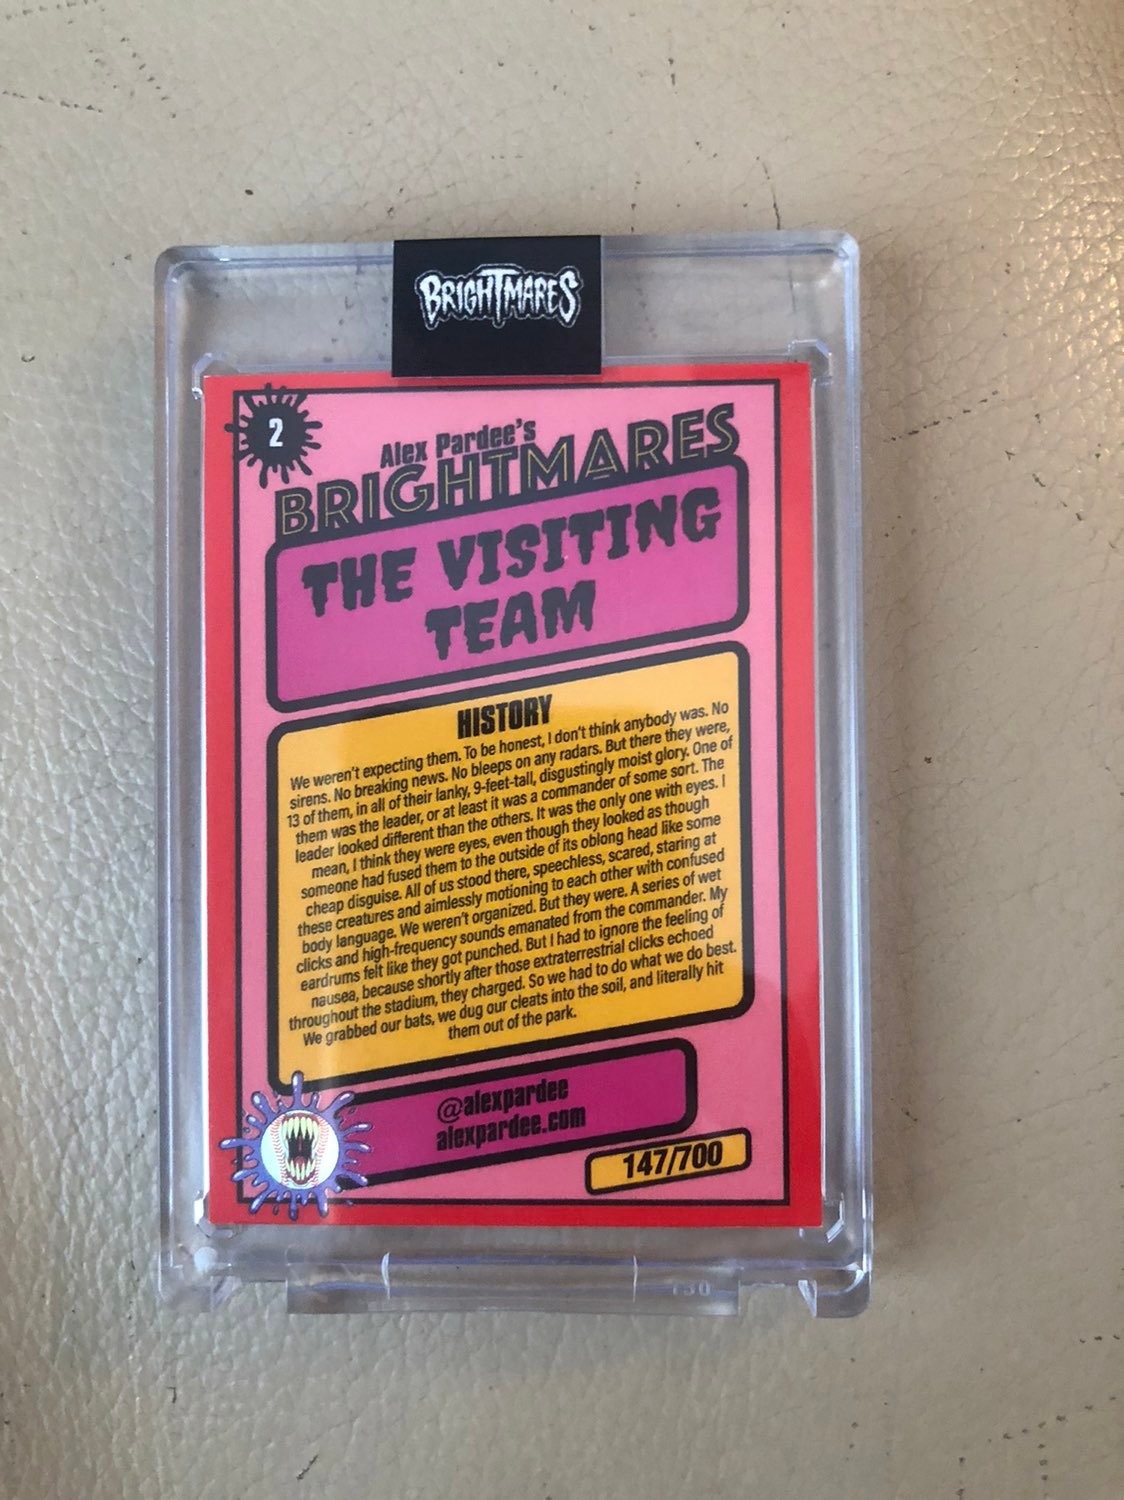 BRIGHTMARES
2
Alex Pardee's
BRIGHTMARES
THE VISITING
TEAM
HISTORY
We weren't expecting them. To be honest, I don't think anybody was. No
sirens. No breaking news. No bleeps on any radars. But there they were,
13 of them, in all of their lanky, 9-feet-tall, disgustingly moist glory. One of
them was the leader, or at least it was a commander of some sort. The
leader looked different than the others. It was the only one with eyes. I
mean, I think they were eyes, even though they looked as though
someone had fused them to the outside of its oblong head like some
cheap disguise. All of us stood there, speechless, scared, staring at
these creatures and aimlessly motioning to each other with confused
body language. We weren't organized. But they were. A series of wet
clicks and high-frequency sounds emanated from the commander. My
eardrums felt like they got punched. But I had to ignore the feeling of
nausea, because shortly after those extraterrestrial clicks echoed
throughout the stadium, they charged. So we had to do what we do best.
We grabbed our bats, we dug our cleats into the soil, and literally hit
them out of the park.
@alexpardee
alexpardee.com
147/700